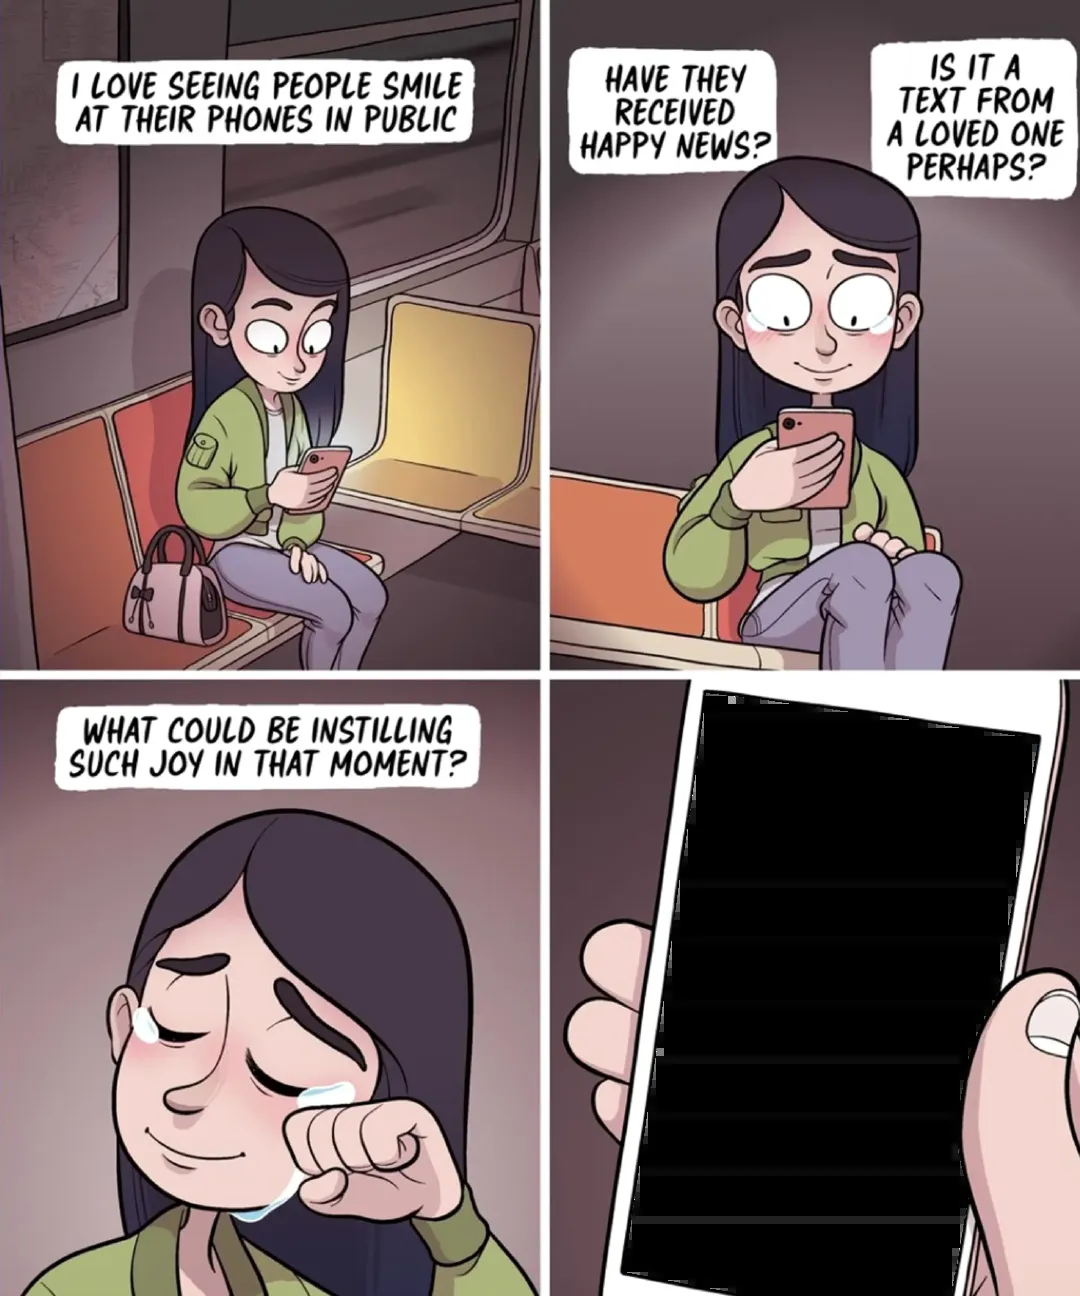 I LOVE SEEING PEOPLE SMILE
AT THEIR PHONES IN PUBLIC
HAVE THEY
RECEIVED
HAPPY NEWS?
IS IT A
TEXT FROM
A LOVED ONE
PERHAPS?
WHAT COULD BE INSTILLING
SUCH JOY IN THAT MOMENT?